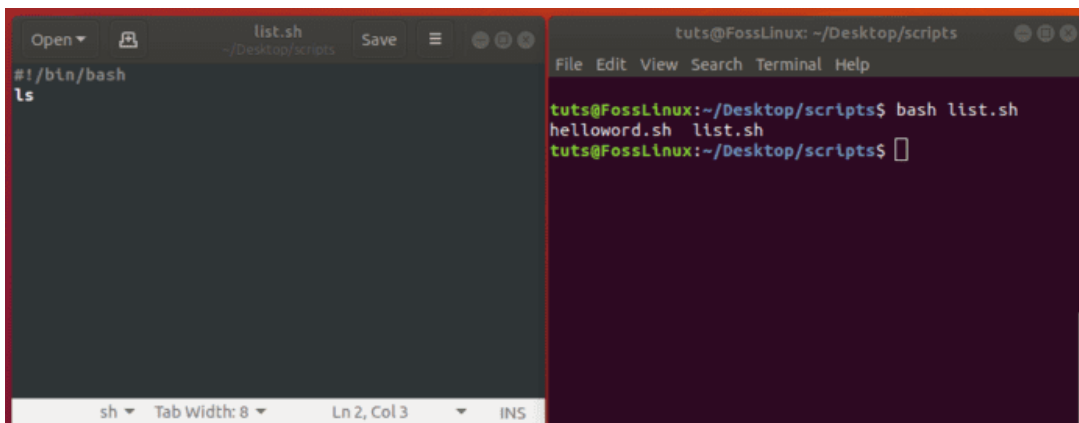 Open
list.sh
~/Desktop/scripts
Save
#!/bin/bash
ls
sh
Tab Width: 8
Ln 2, Col 3
INS
tuts@FossLinux: ~/Desktop/scripts
File Edit View Search Terminal Help
tuts@FossLinux:~/Desktop/scripts$ bash list.sh
helloword.sh list.sh
tuts@FossLinux:~/Desktop/scripts$